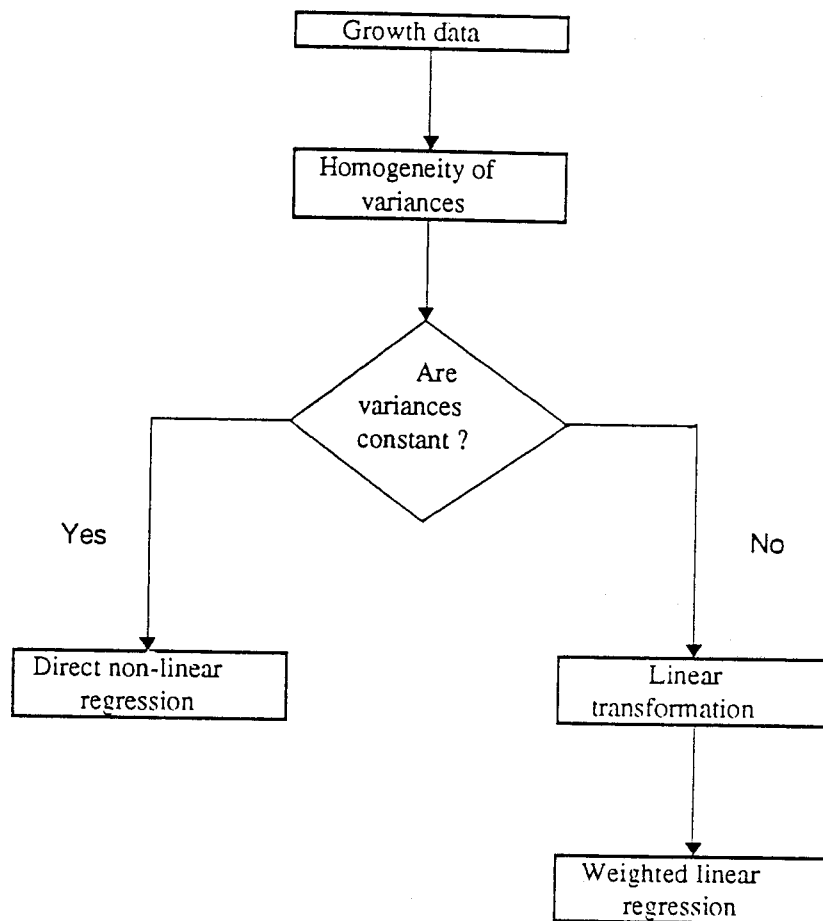 Growth data
Homogeneity of
variances
Are
variances
constant ?
Yes
No
Direct non-linear
regression
Linear
transformation
Weighted linear
regression